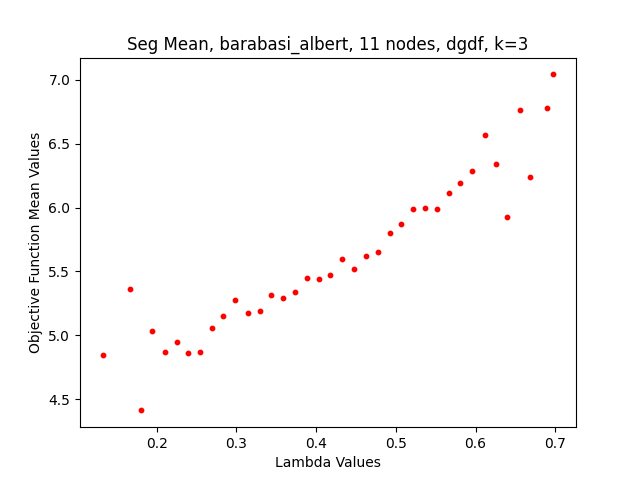 Seg Mean, barabasi_albert, 11 nodes, dgdf, k=3
Objective Function Mean Values
7.0
6.5
6.0
5.5
5.0
4.5
0.2 0.3 0.4 0.5 0.6 0.7
Lambda Values